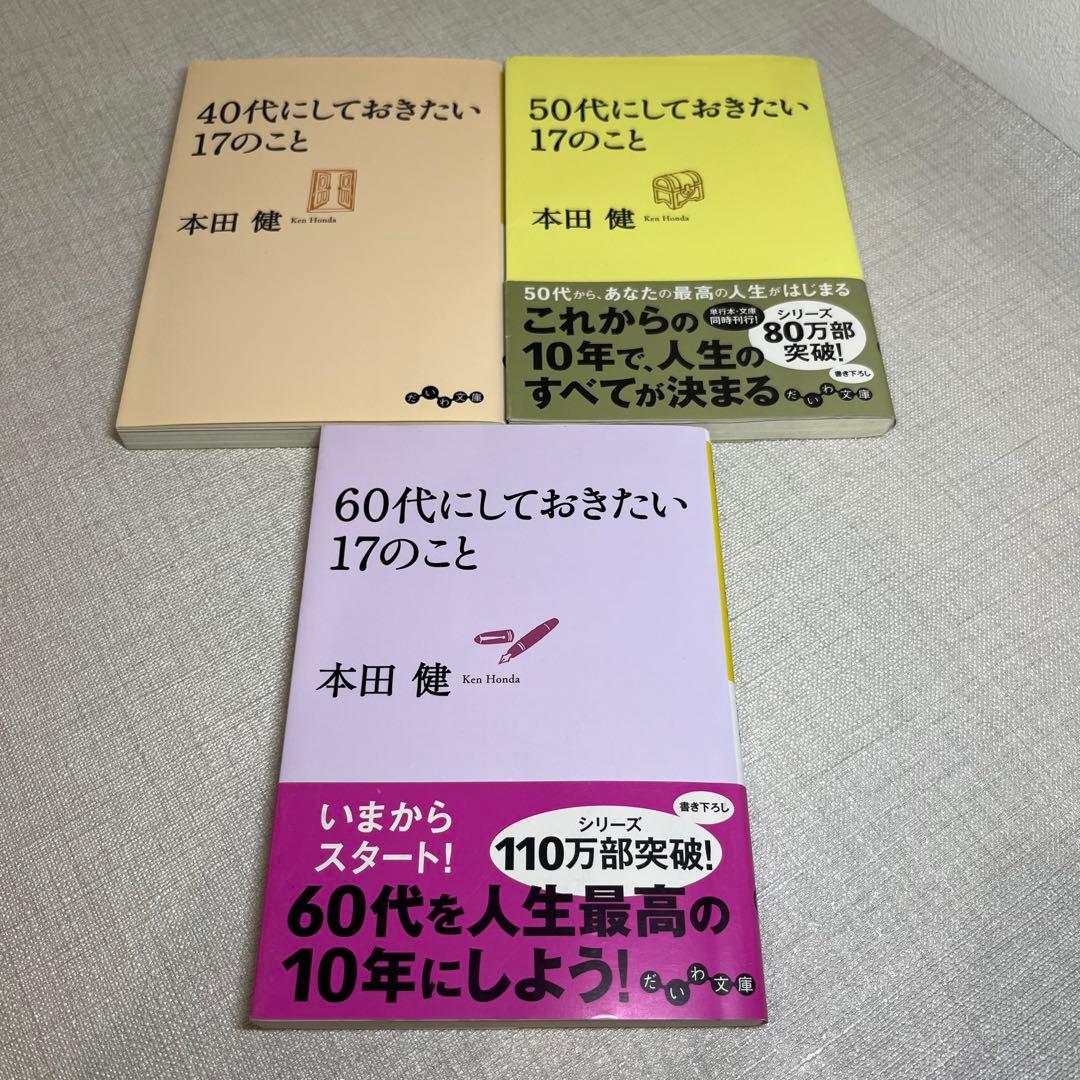 40代にしておきたい
17のこと
本田 健 Ken Honda
だいわ文庫
50代にしておきたい
17のこと
本田 健 Ken Honda
50代から、あなたの最高の人生がはじまる
これからの
10年で、人生の
すべてが決まる
単行本・文庫
同時刊行!
シリーズ
80万部
突破!
書き下ろし
だいわ文庫
60代にしておきたい
17のこと
本田 健 Ken Honda
いまから
スタート!
シリーズ
110万部突破!
書き下ろし
60代を人生最高の
10年にしよう!
だいわ文庫